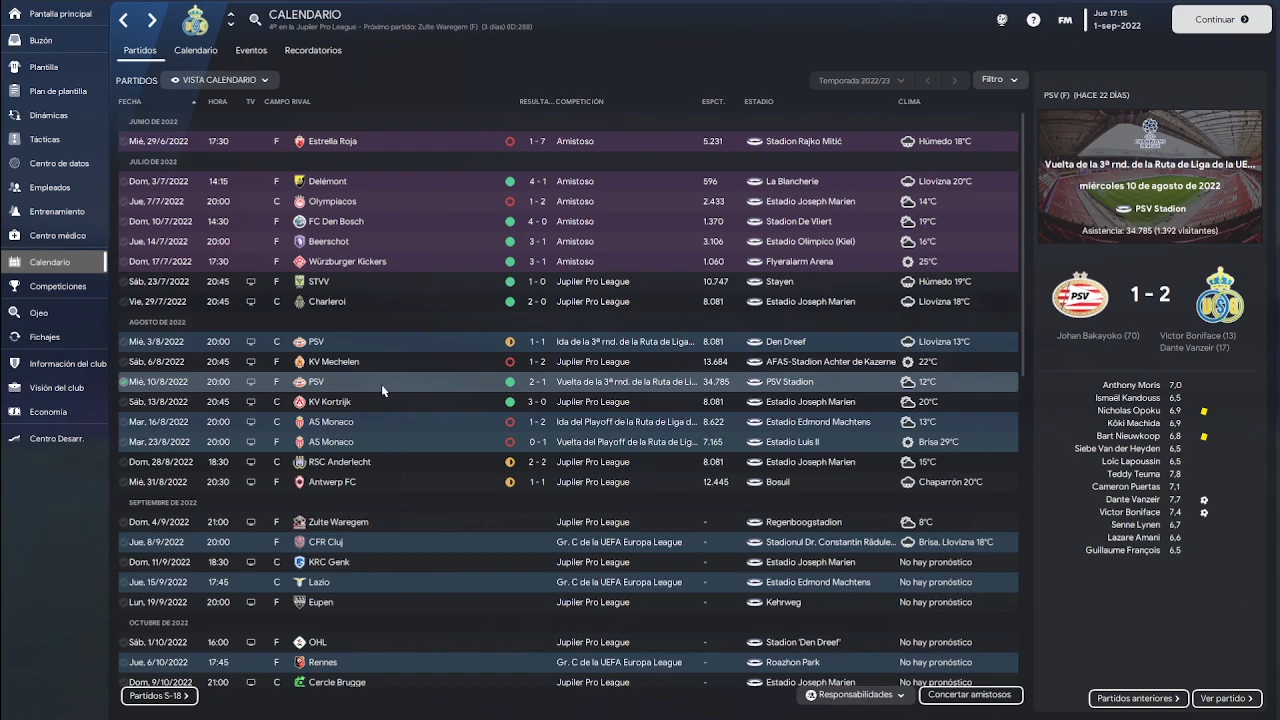 Pantalla principal
Buzón
Plantilla
Plan de plantilla
Dinámicas
Tácticas
Centro de datos
Empleados
Entrenamiento
Centro médico
Calendario
Competiciones
Ojeo
Fichajes
Información del club
Visión del club
Economía
Centro Desarr.
CALENDARIO
4º en la Jupiler Pro League - Próximo partido: Zulte Waregem (F) (3 días) (ID:288)
FM
Jue 17:15
1-sep-2022
Continuar
Partidos Calendario Eventos Recordatorios
PARTIDOS VISTA CALENDARIO Temporada 2022/23 Filtro
FECHA HORA TV CAMPO RIVAL RESULTA... COMPETICIÓN ESPCT. ESTADIO CLIMA
JUNIO DE 2022
Mié, 29/6/2022 17:30 F Estrella Roja 1 - 7 Amistoso 5.231 Stadion Rajko Mitić Húmedo 18°C
JULIO DE 2022
Dom, 3/7/2022 14:15 F Delémont 4 - 1 Amistoso 596 La Blancherie Llovizna 20°C
Jue, 7/7/2022 20:00 C Olympiacos 1 - 2 Amistoso 2.433 Estadio Joseph Marien 14°C
Dom, 10/7/2022 14:30 F FC Den Bosch 4 - 0 Amistoso 1.370 Stadion De Vliert 19°C
Jue, 14/7/2022 20:00 F Beerschot 3 - 1 Amistoso 3.106 Estadio Olímpico (Kiel) 16°C
Dom, 17/7/2022 17:30 F Würzburger Kickers 3 - 1 Amistoso 1.060 Flyeralarm Arena 25°C
Sáb, 23/7/2022 20:45 F STVV 1 - 0 Jupiler Pro League 10.747 Stayen Húmedo 19°C
Vie, 29/7/2022 20:45 C Charleroi 2 - 0 Jupiler Pro League 8.081 Estadio Joseph Marien Llovizna 18°C
AGOSTO DE 2022
Mié, 3/8/2022 20:00 C PSV 1 - 1 Ida de la 3ª rnd. de la Ruta de Liga... 8.081 Den Dreef Llovizna 13°C
Sáb, 6/8/2022 20:45 F KV Mechelen 1 - 2 Jupiler Pro League 13.684 AFAS-Stadion Achter de Kazerne 22°C
Mié, 10/8/2022 20:00 F PSV 2 - 1 Vuelta de la 3ª rnd. de la Ruta de Li... 34.785 PSV Stadion 12°C
Sáb, 13/8/2022 20:45 C KV Kortrijk 3 - 0 Jupiler Pro League 8.081 Estadio Joseph Marien 20°C
Mar, 16/8/2022 20:00 C AS Monaco 1 - 2 Ida del Playoff de la Ruta de Liga... 8.622 Estadio Edmond Machtens 13°C
Mar, 23/8/2022 20:00 F AS Monaco 0 - 1 Vuelta del Playoff de la Ruta de Lig... 7.165 Estadio Luis II Brisa 29°C
Dom, 28/8/2022 18:30 C RSC Anderlecht 2 - 2 Jupiler Pro League 8.081 Estadio Joseph Marien 15°C
Mié, 31/8/2022 20:30 F Antwerp FC 1 - 1 Jupiler Pro League 12.445 Bosuil Chaparrón 20°C
SEPTIEMBRE DE 2022
Dom, 4/9/2022 21:00 F Zulte Waregem Jupiler Pro League - Regenboogstadion 8°C
Jue, 8/9/2022 20:00 F CFR Cluj Gr. C de la UEFA Europa League - Stadionul Dr. Constantin Rădule... Brisa, Llovizna 18°C
Dom, 11/9/2022 18:30 C KRC Genk Jupiler Pro League - Estadio Joseph Marien No hay pronóstico
Jue, 15/9/2022 17:45 C Lazio Gr. C de la UEFA Europa League - Estadio Edmond Machtens No hay pronóstico
Lun, 19/9/2022 20:00 F Eupen Jupiler Pro League - Kehrweg No hay pronóstico
OCTUBRE DE 2022
Sáb, 1/10/2022 16:00 F OHL Jupiler Pro League - Stadion 'Den Dreef' No hay pronóstico
Jue, 6/10/2022 17:45 F Rennes Gr. C de la UEFA Europa League - Roazhon Park No hay pronóstico
Dom, 9/10/2022 21:00 C Cercle Brugge Jupiler Pro League - Estadio Joseph Marien No hay pronóstico
Partidos S-18 Responsabilidades Concertar amistosos
PSV (F) (HACE 22 DÍAS)
Vuelta de la 3ª rnd. de la Ruta de Liga de la UE...
miércoles 10 de agosto de 2022
PSV Stadion
Asistencia: 34.785 (1.392 visitantes)
PSV 1 - 2 USG
Johan Bakayoko (70) Victor Boniface (13)
Dante Vanzeir (17)
Anthony Moris 7,0
Ismaël Kandouss 6,5
Nicholas Opoku 6,9
Kôki Machida 6,9
Bart Nieuwkoop 6,8
Siebe Van der Heyden 6,5
Loïc Lapoussin 6,5
Teddy Teuma 7,8
Cameron Puertas 7,1
Dante Vanzeir 7,7
Victor Boniface 7,4
Senne Lynen 6,7
Lazare Amani 6,6
Guillaume François 6,5
Partidos anteriores Ver partido